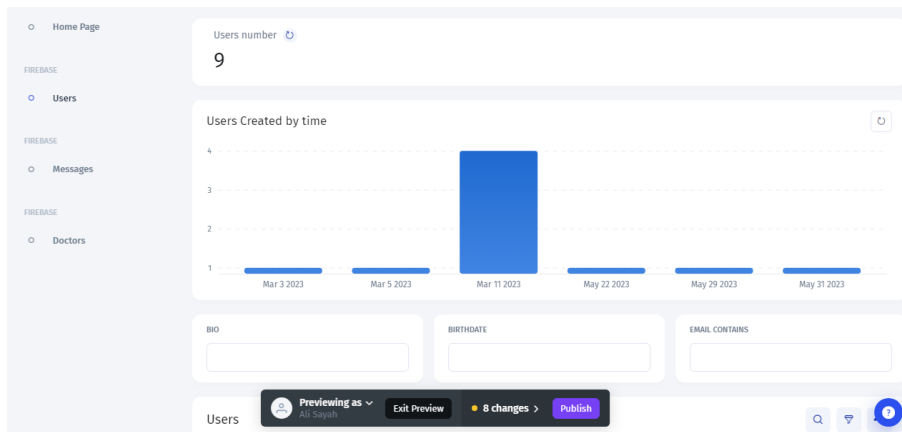 Home Page
FIREBASE
Users
FIREBASE
Messages
FIREBASE
Doctors
Users number
9
Users Created by time
4
3
2
1
Mar 3 2023
Mar 5 2023
Mar 11 2023
May 22 2023
May 29 2023
May 31 2023
BIO
BIRTHDATE
EMAIL CONTAINS
Users
Previewing as
Ali Sayah
Exit Preview
8 changes
Publish
?